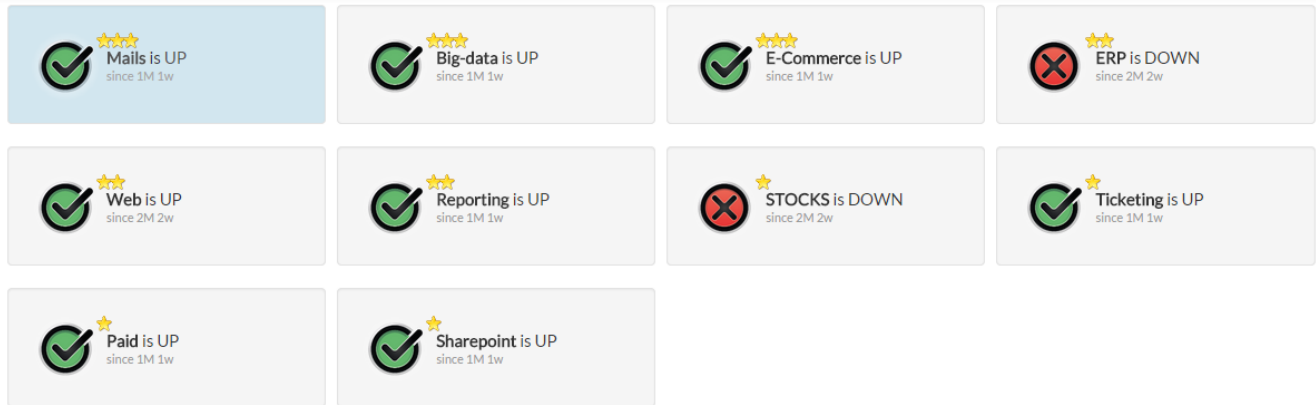 Mails is UP
since 1M 1w
Big-data is UP
since 1M 1w
E-Commerce is UP
since 1M 1w
ERP is DOWN
since 2M 2w
Web is UP
since 2M 2w
Reporting is UP
since 1M 1w
STOCKS is DOWN
since 2M 2w
Ticketing is UP
since 1M 1w
Paid is UP
since 1M 1w
Sharepoint is UP
since 1M 1w